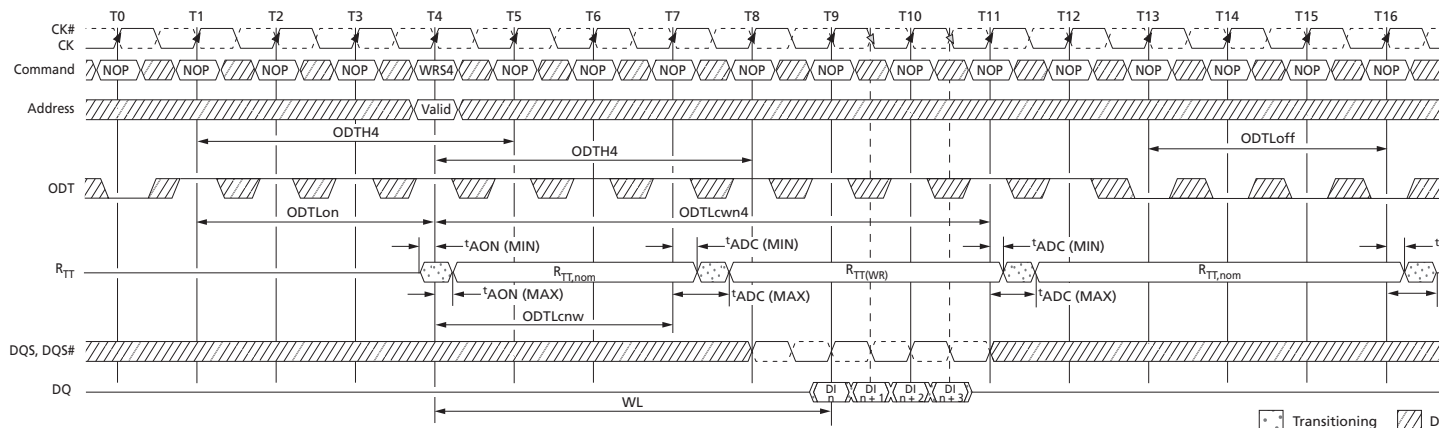 T0 T1 T2 T3 T4 T5 T6 T7 T8 T9 T10 T11 T12 T13 T14 T15 T16
CK#
CK
Command NOP NOP NOP NOP WRS4 NOP NOP NOP NOP NOP NOP NOP NOP NOP NOP NOP NOP
Address Valid
ODTH4 ODTLoff
ODTH4
ODT
ODTLon ODTLcwn4
tAON (MIN) tADC (MIN) tADC (MIN) t
RTT RTT,nom RTT(WR) RTT,nom
tAON (MAX) tADC (MAX) tADC (MAX)
ODTLcnw
DQS, DQS#
DQ DI n DI n + 1 DI n + 2 DI n + 3
WL
Transitioning D